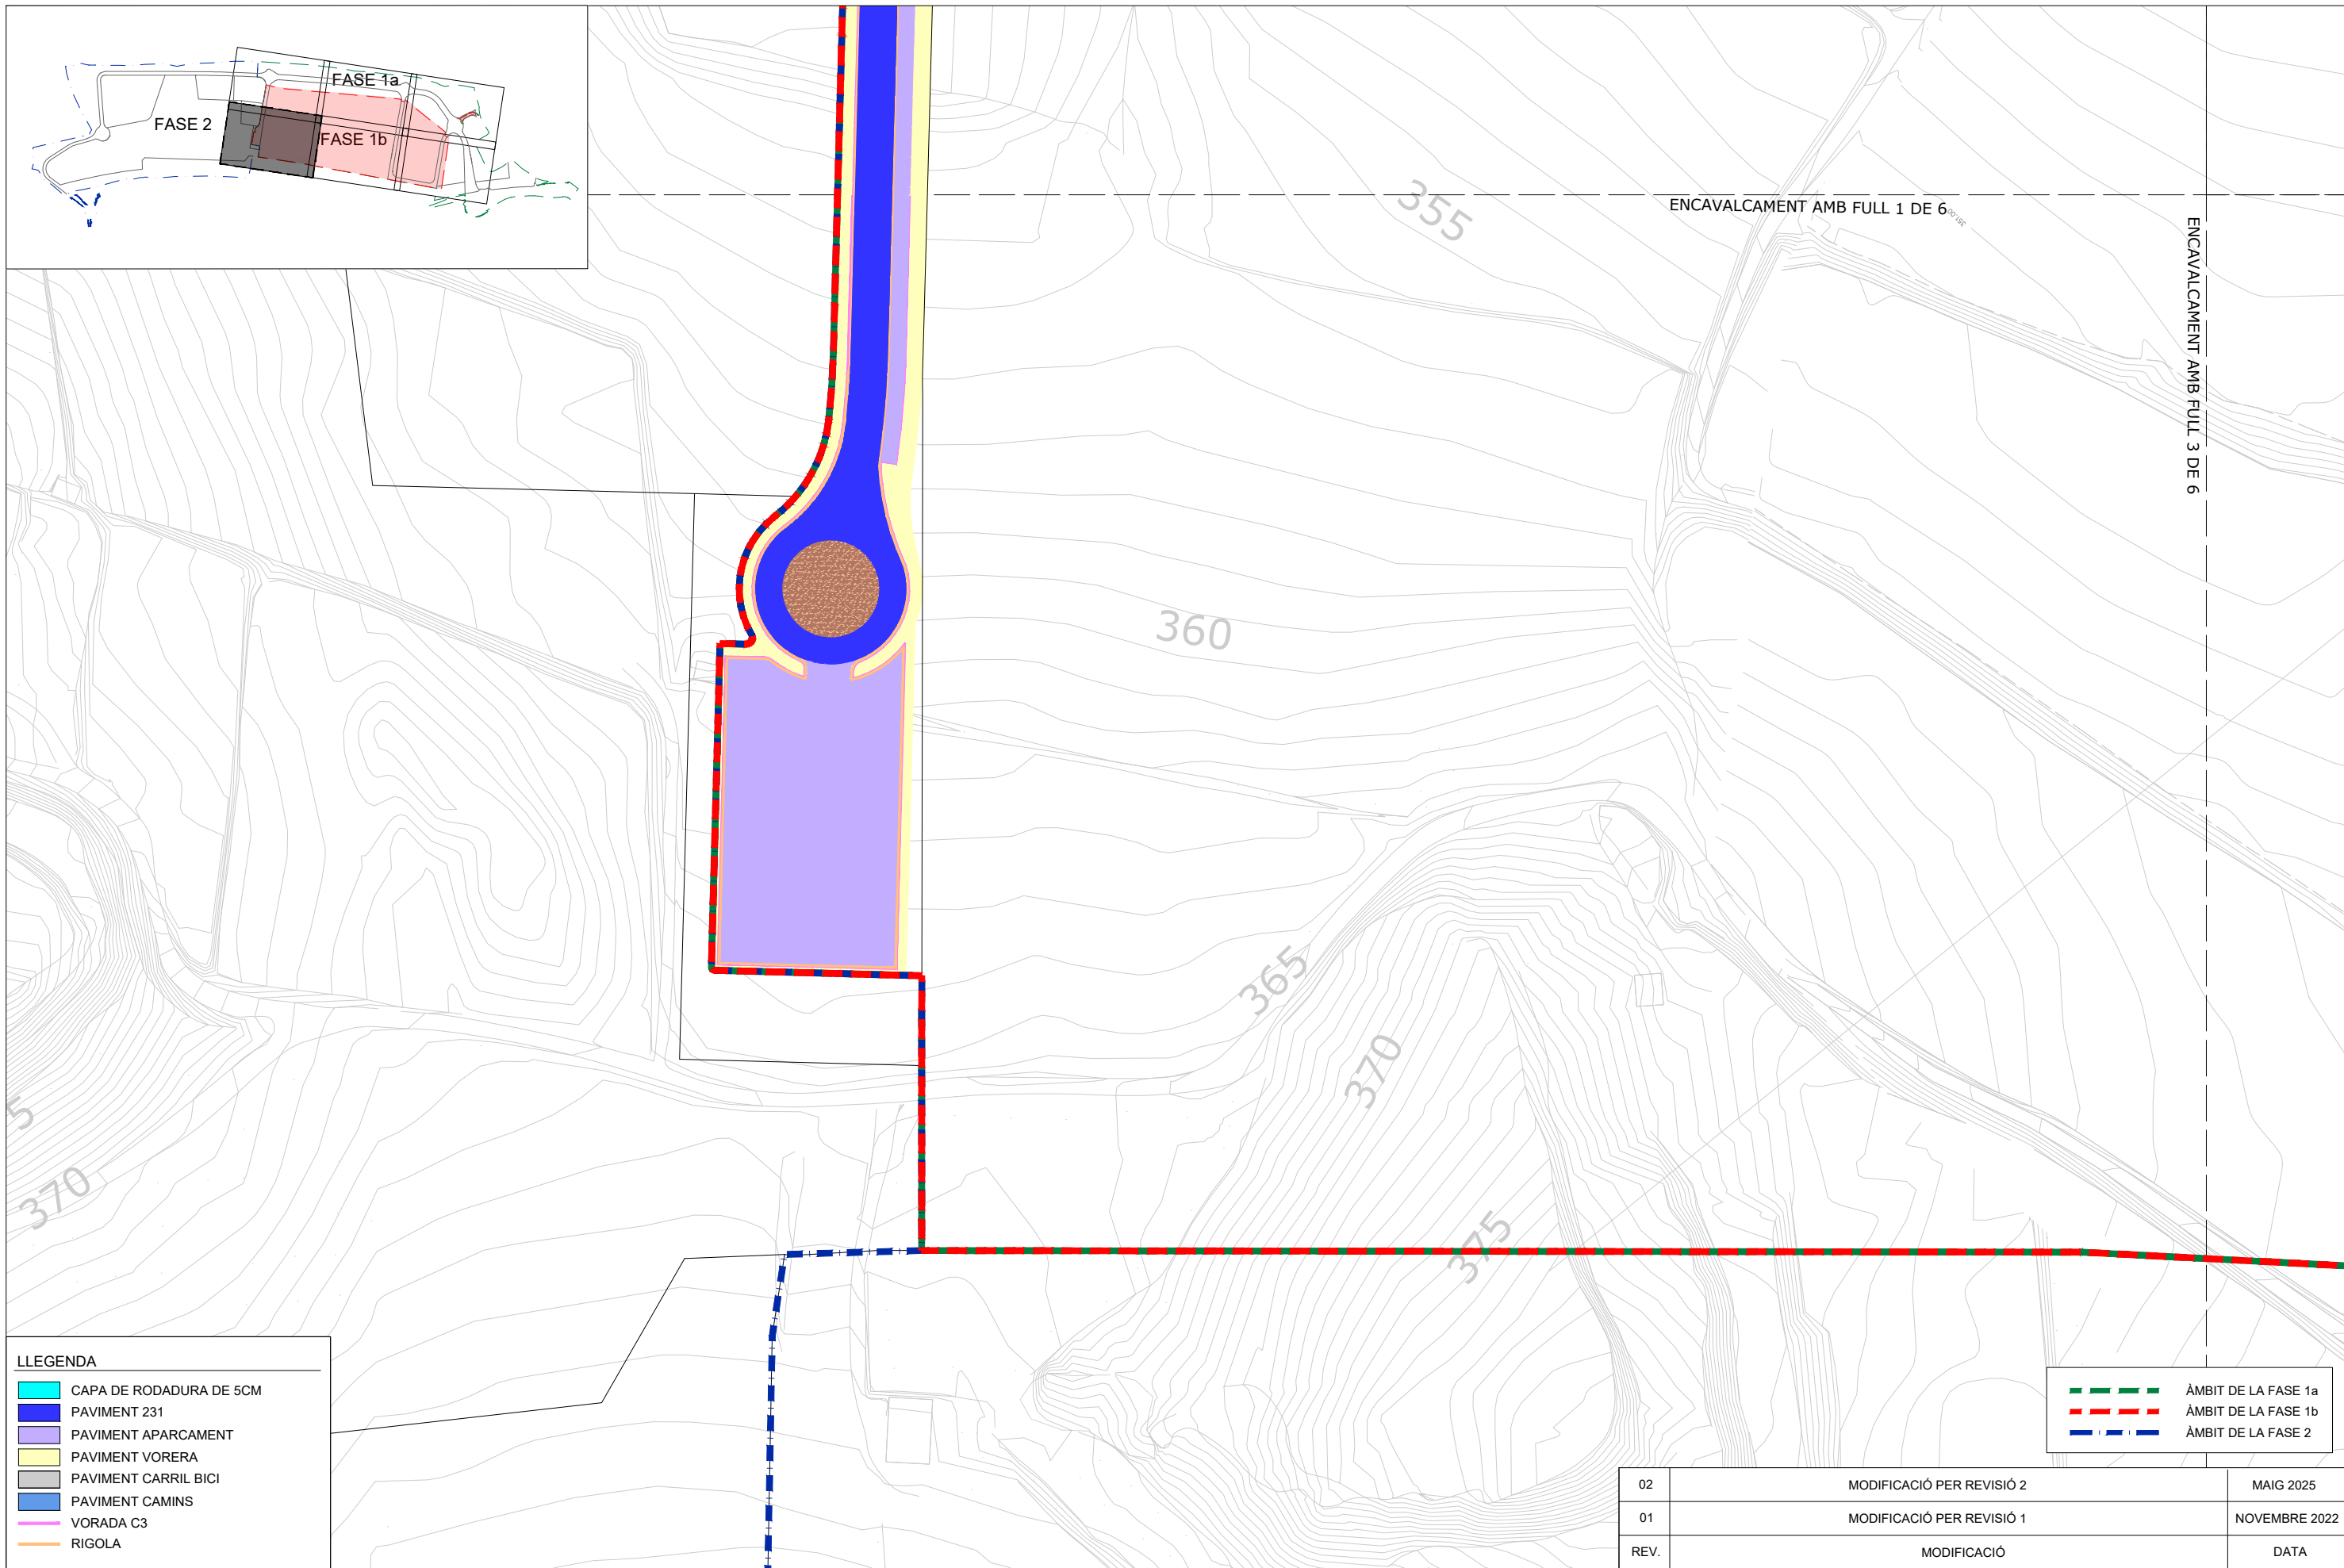 FASE 1a
FASE 2
FASE 1b
ENCAVALCAMENT AMB FULL 1 DE 6
ENCAVALCAMENT AMB FULL 3 DE 6
355
360
365
370
375
370
5
LLEGENDA
CAPA DE RODADURA DE 5CM
PAVIMENT 231
PAVIMENT APARCAMENT
PAVIMENT VORERA
PAVIMENT CARRIL BICI
PAVIMENT CAMINS
VORADA C3
RIGOLA
ÀMBIT DE LA FASE 1a
ÀMBIT DE LA FASE 1b
ÀMBIT DE LA FASE 2
02 MODIFICACIÓ PER REVISIÓ 2 MAIG 2025
01 MODIFICACIÓ PER REVISIÓ 1 NOVEMBRE 2022
REV. MODIFICACIÓ DATA